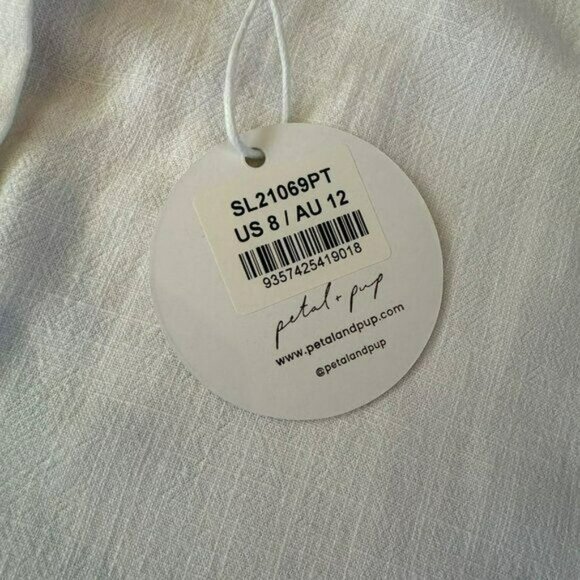 SL21069PT
US 8 / AU 12
9357425419018
petal + pup
www.petalandpup.com
@petalandpup